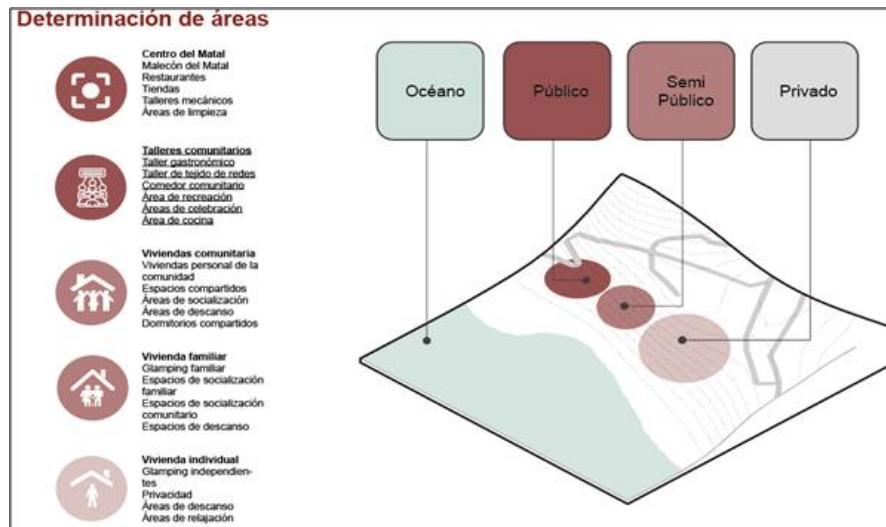 Determinación de áreas
Centro del Matal
Malecón del Matal
Restaurantes
Tiendas
Talleres mecánicos
Áreas de limpieza
Talleres comunitarios
Taller gastronómico
Taller de tejido de redes
Comedor comunitario
Área de recreación
Áreas de celebración
Área de cocina
Viviendas comunitaria
Viviendas personal de la
comunidad
Espacios compartidos
Áreas de socialización
Áreas de descanso
Dormitorios compartidos
Vivienda familiar
Glamping familiar
Espacios de socialización
familiar
Espacios de socialización
comunitario
Espacios de descanso
Vivienda individual
Glamping independien-
tes
Privacidad
Áreas de descanso
Áreas de relajación
Océano
Público
Semi
Público
Privado